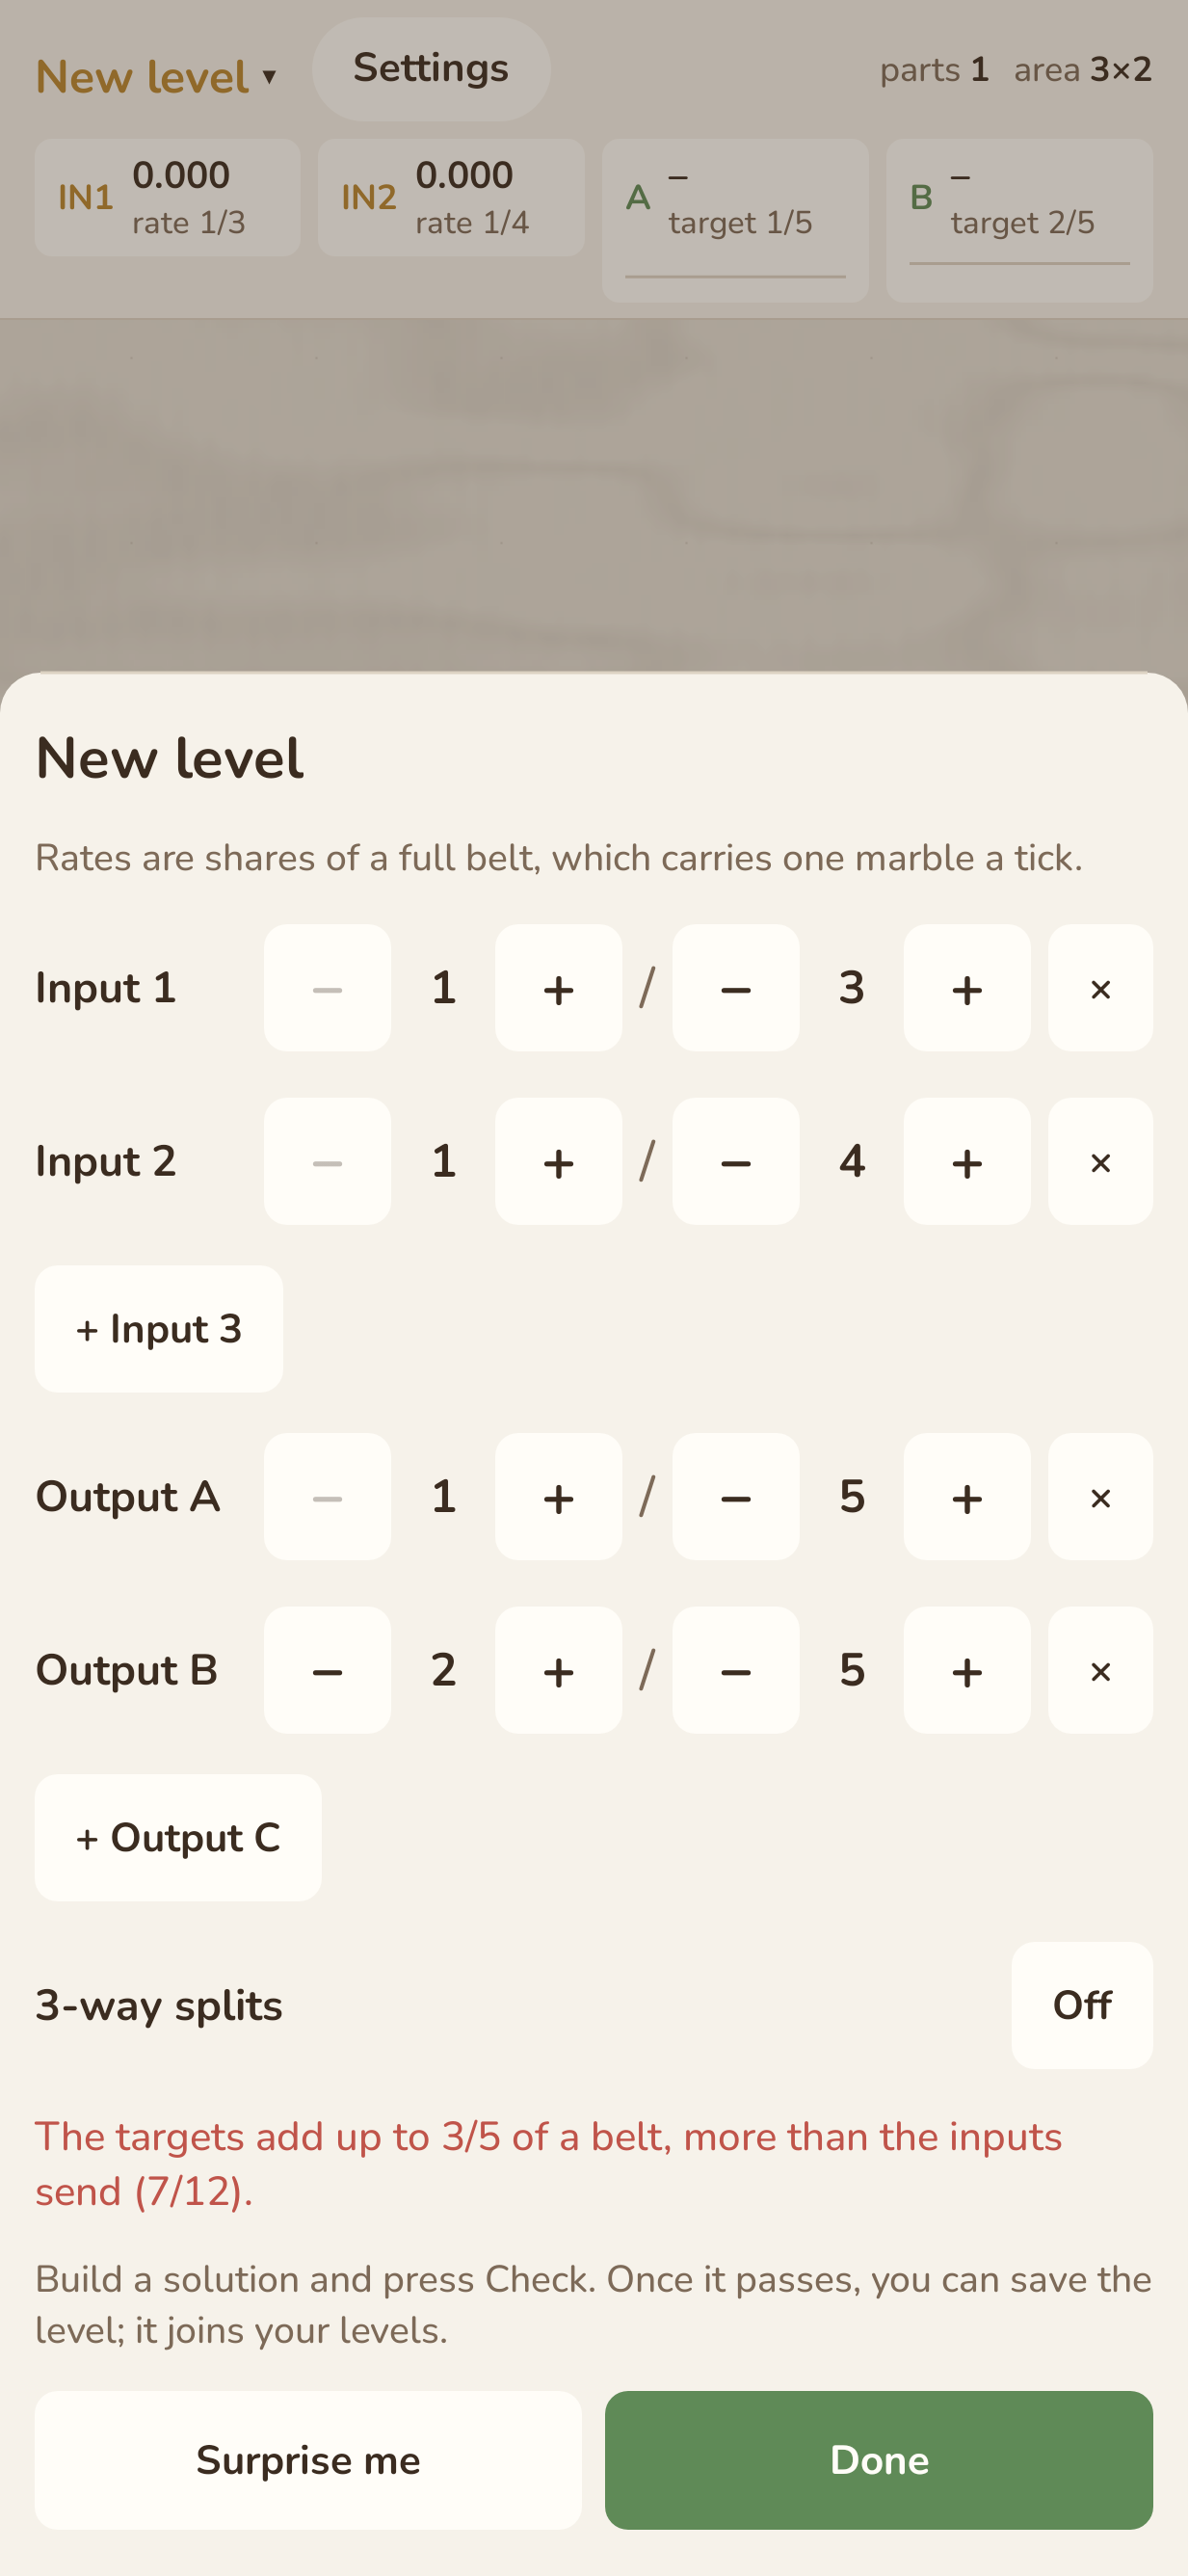 New level ▾ Settings parts 1 area 3×2
IN1 0.000 rate 1/3
IN2 0.000 rate 1/4
A – target 1/5
B – target 2/5
New level
Rates are shares of a full belt, which carries one marble a tick.
Input 1 − 1 + / − 3 + ×
Input 2 − 1 + / − 4 + ×
+ Input 3
Output A − 1 + / − 5 + ×
Output B − 2 + / − 5 + ×
+ Output C
3-way splits Off
The targets add up to 3/5 of a belt, more than the inputs
send (7/12).
Build a solution and press Check. Once it passes, you can save the
level; it joins your levels.
Surprise me Done